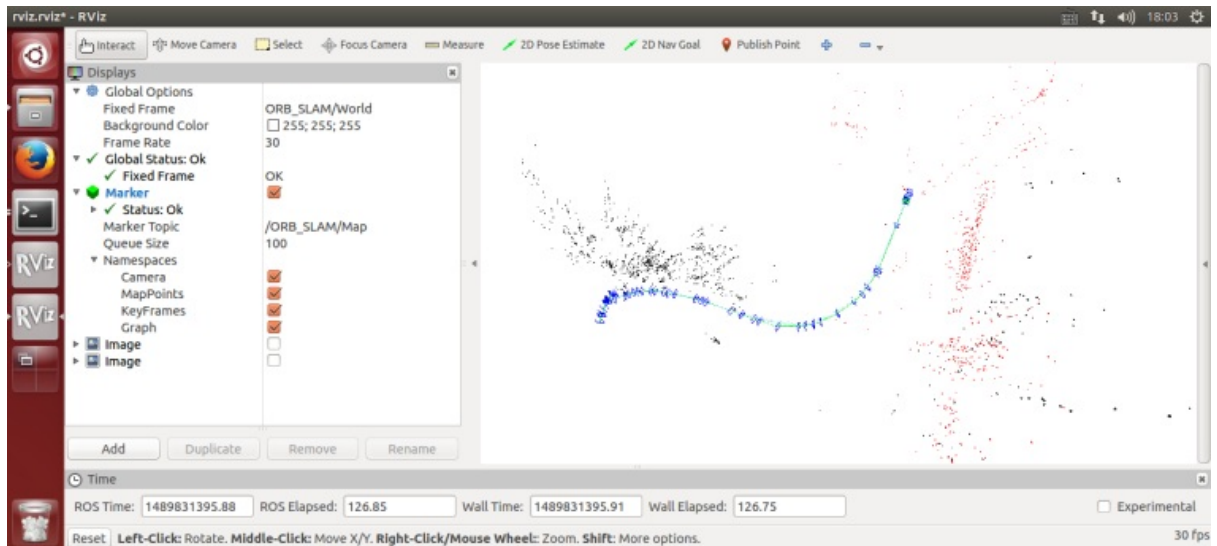 rviz.rviz* - RViz
18:03
Interact Move Camera Select Focus Camera Measure 2D Pose Estimate 2D Nav Goal Publish Point
Displays
Global Options
Fixed Frame ORB_SLAM/World
Background Color 255; 255; 255
Frame Rate 30
Global Status: Ok
Fixed Frame OK
Marker
Status: Ok
Marker Topic /ORB_SLAM/Map
Queue Size 100
Namespaces
Camera
MapPoints
KeyFrames
Graph
Image
Image
RViz
RViz
Add Duplicate Remove Rename
Time
ROS Time: 1489831395.88 ROS Elapsed: 126.85 Wall Time: 1489831395.91 Wall Elapsed: 126.75 Experimental
Reset Left-Click: Rotate. Middle-Click: Move X/Y. Right-Click/Mouse Wheel:: Zoom. Shift: More options. 30 fps